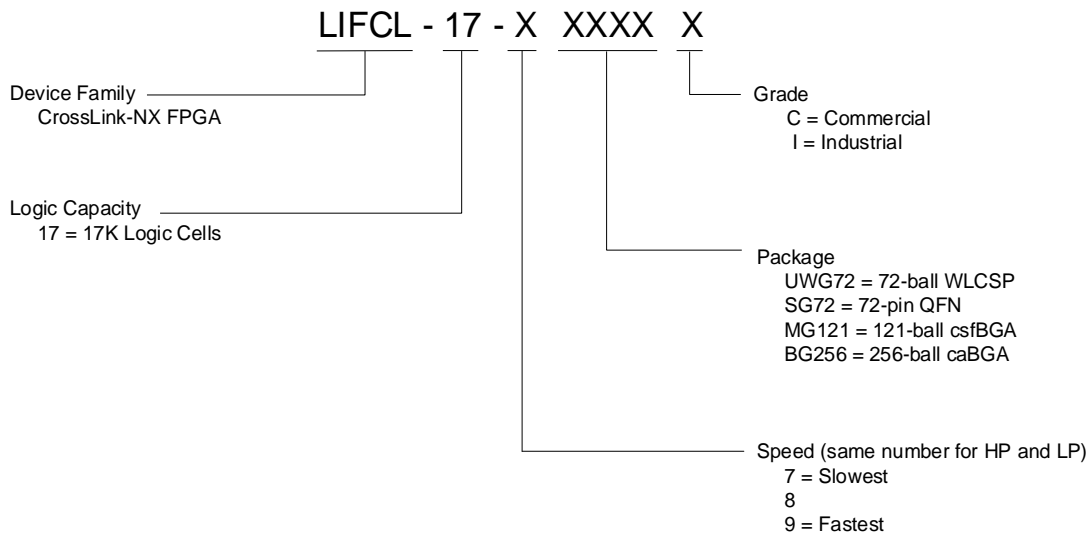 LIFCL - 17 - X XXXX X
Device Family
CrossLink-NX FPGA
Logic Capacity
17 = 17K Logic Cells
Grade
C = Commercial
I = Industrial
Package
UWG72 = 72-ball WLCSP
SG72 = 72-pin QFN
MG121 = 121-ball csfBGA
BG256 = 256-ball caBGA
Speed (same number for HP and LP)
7 = Slowest
8
9 = Fastest